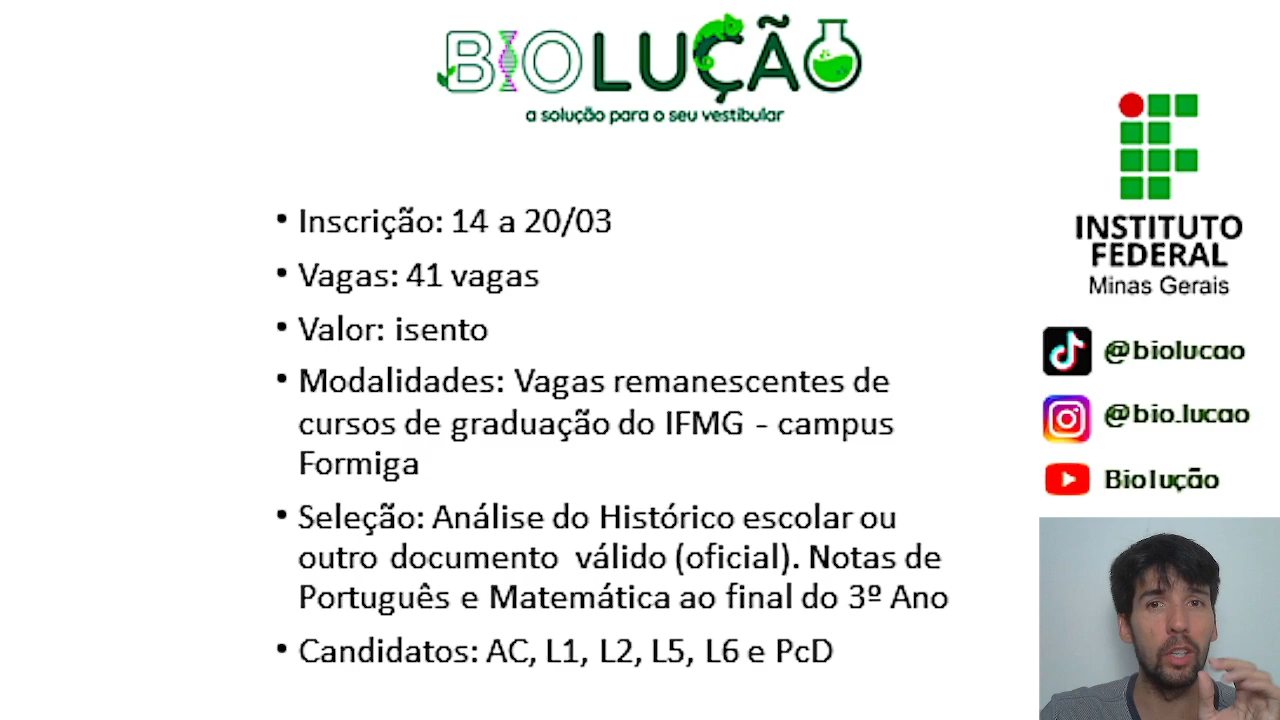 BIOLUÇÃO
a solução para o seu vestibular
• Inscrição: 14 a 20/03
• Vagas: 41 vagas
• Valor: isento
• Modalidades: Vagas remanescentes de
cursos de graduação do IFMG - campus
Formiga
• Seleção: Análise do Histórico escolar ou
outro documento válido (oficial). Notas de
Português e Matemática ao final do 3º Ano
• Candidatos: AC, L1, L2, L5, L6 e PcD
INSTITUTO
FEDERAL
Minas Gerais
@biolucao
@bio.lucao
Biolução